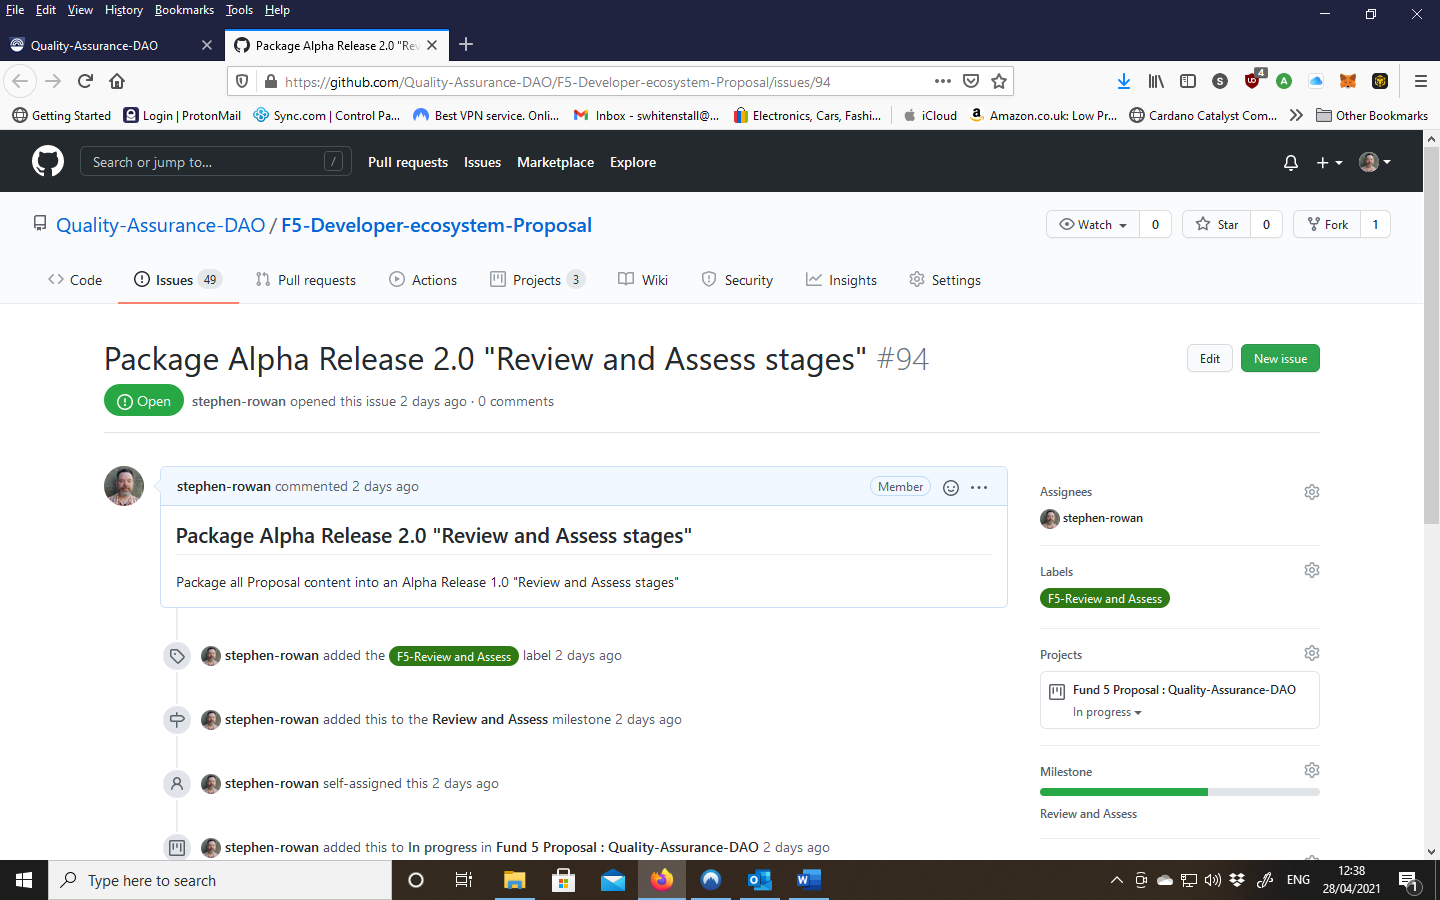 File Edit View History Bookmarks Tools Help
Quality-Assurance-DAO
Package Alpha Release 2.0 "Rev
https://github.com/Quality-Assurance-DAO/F5-Developer-ecosystem-Proposal/issues/94
4
Getting Started Login | ProtonMail Sync.com | Control Pa... Best VPN service. Onli... Inbox - swhitenstall@... Electronics, Cars, Fashi... iCloud Amazon.co.uk: Low Pr... Cardano Catalyst Com... Other Bookmarks
Search or jump to... / Pull requests Issues Marketplace Explore
Quality-Assurance-DAO / F5-Developer-ecosystem-Proposal
Watch 0 Star 0 Fork 1
Code Issues 49 Pull requests Actions Projects 3 Wiki Security Insights Settings
Package Alpha Release 2.0 "Review and Assess stages" #94
Edit New issue
Open stephen-rowan opened this issue 2 days ago · 0 comments
stephen-rowan commented 2 days ago
Member
Package Alpha Release 2.0 "Review and Assess stages"
Package all Proposal content into an Alpha Release 1.0 "Review and Assess stages"
stephen-rowan added the F5-Review and Assess label 2 days ago
stephen-rowan added this to the Review and Assess milestone 2 days ago
stephen-rowan self-assigned this 2 days ago
stephen-rowan added this to In progress in Fund 5 Proposal : Quality-Assurance-DAO 2 days ago
Assignees
stephen-rowan
Labels
F5-Review and Assess
Projects
Fund 5 Proposal : Quality-Assurance-DAO
In progress
Milestone
Review and Assess
Type here to search
ENG
12:38
28/04/2021
1